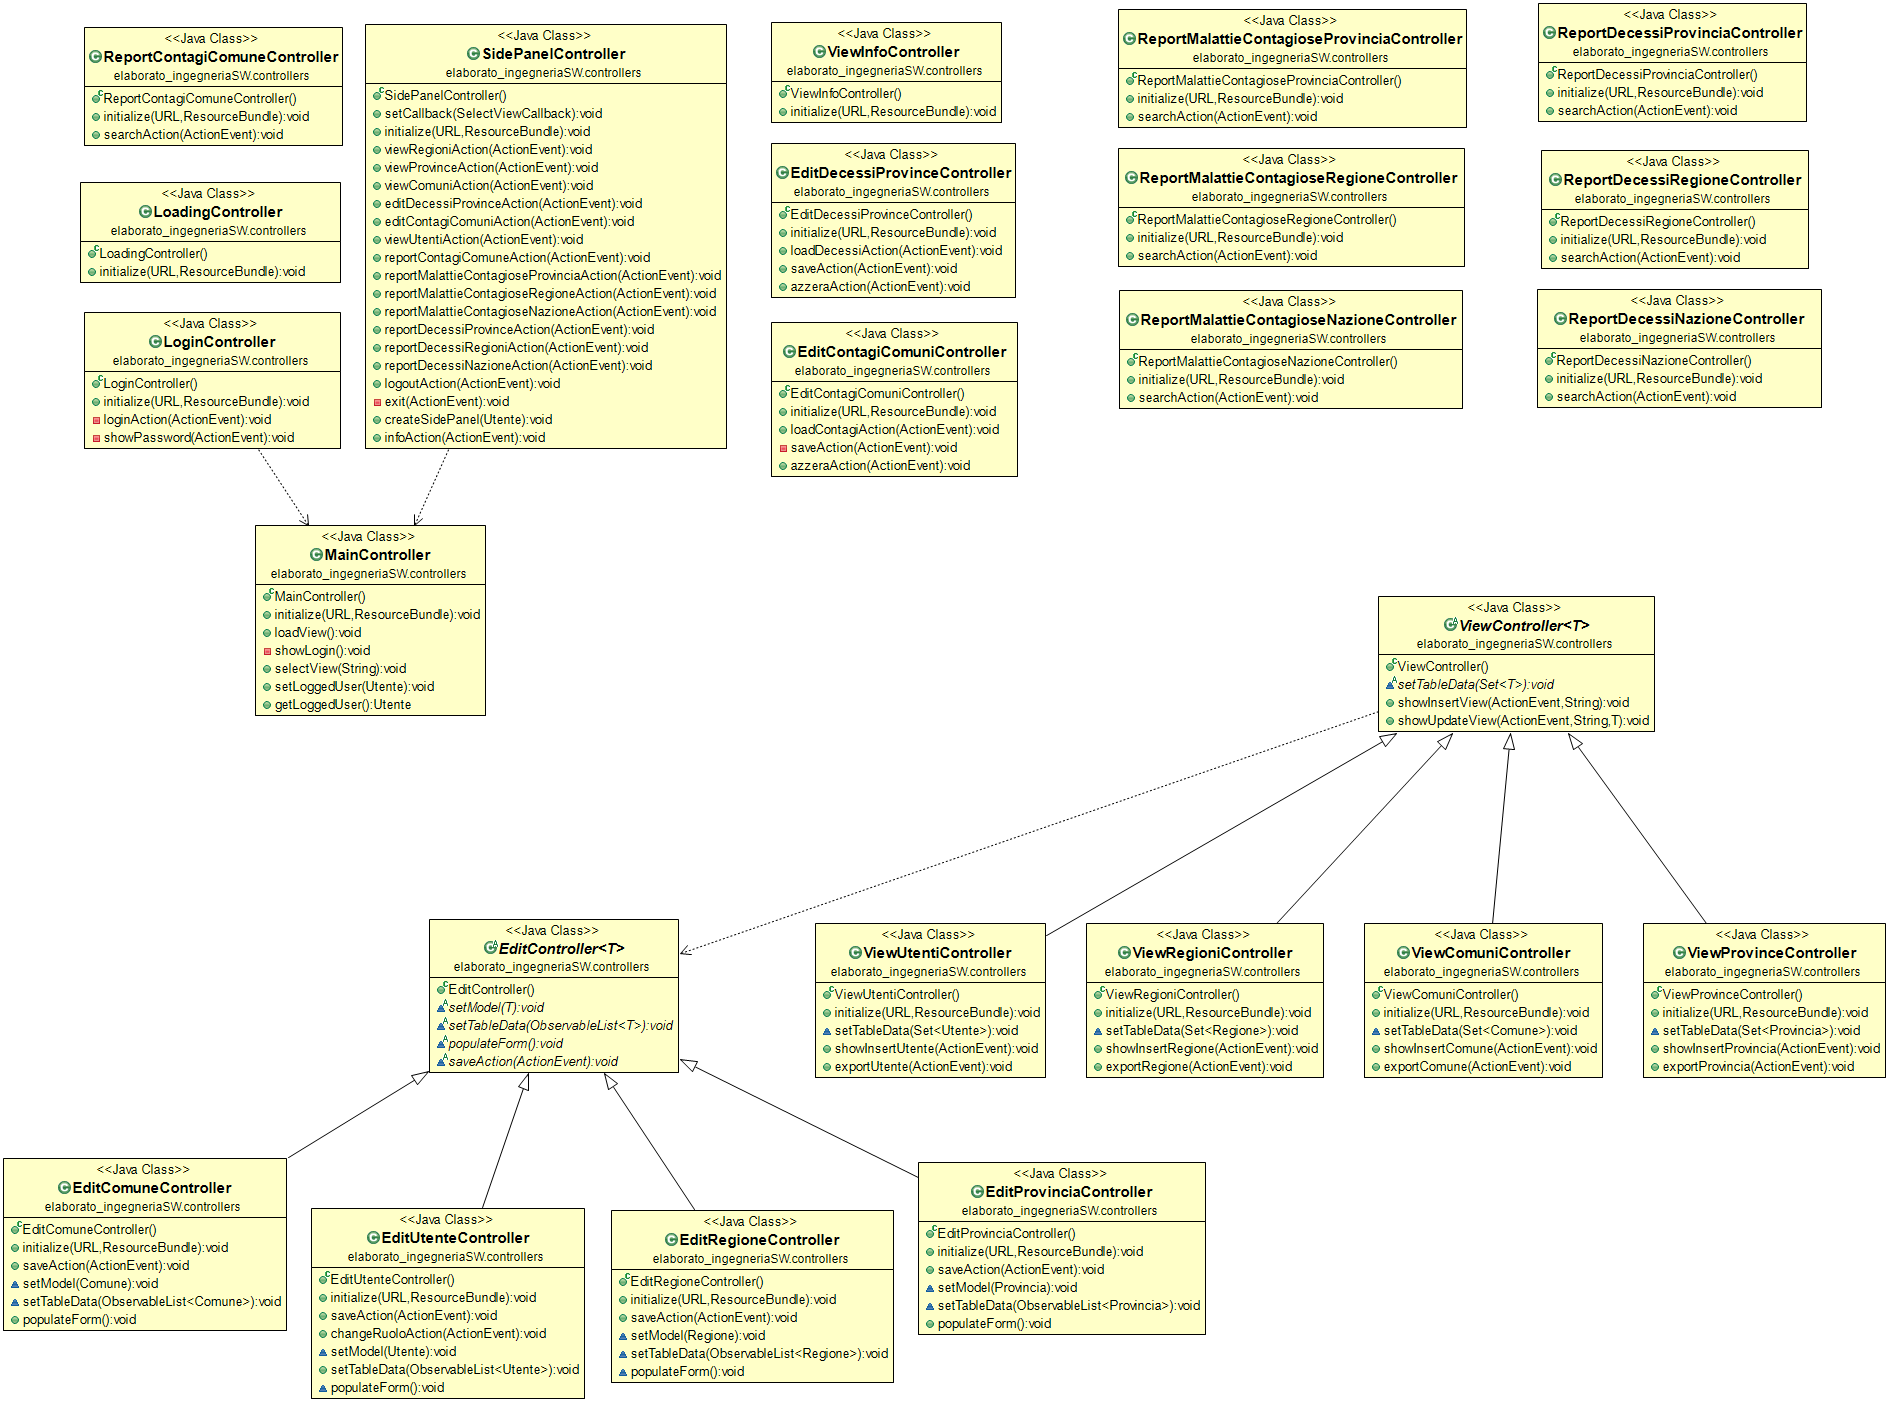 <<Java Class>>
ReportContagiComuneController
elaborato_ingegneriaSW.controllers
ReportContagiComuneController()
initialize(URL,ResourceBundle):void
searchAction(ActionEvent):void
<<Java Class>>
LoadingController
elaborato_ingegneriaSW.controllers
LoadingController()
initialize(URL,ResourceBundle):void
<<Java Class>>
LoginController
elaborato_ingegneriaSW.controllers
LoginController()
initialize(URL,ResourceBundle):void
loginAction(ActionEvent):void
showPassword(ActionEvent):void
<<Java Class>>
SidePanelController
elaborato_ingegneriaSW.controllers
SidePanelController()
setCallback(SelectViewCallback):void
initialize(URL,ResourceBundle):void
viewRegioniAction(ActionEvent):void
viewProvinceAction(ActionEvent):void
viewComuniAction(ActionEvent):void
editDecessiProvinceAction(ActionEvent):void
editContagiComuniAction(ActionEvent):void
viewUtentiAction(ActionEvent):void
reportContagiComuneAction(ActionEvent):void
reportMalattieContagioseProvinciaAction(ActionEvent):void
reportMalattieContagioseRegioneAction(ActionEvent):void
reportMalattieContagioseNazioneAction(ActionEvent):void
reportDecessiProvinceAction(ActionEvent):void
reportDecessiRegioniAction(ActionEvent):void
reportDecessiNazioneAction(ActionEvent):void
logoutAction(ActionEvent):void
exit(ActionEvent):void
createSidePanel(Utente):void
infoAction(ActionEvent):void
<<Java Class>>
ViewInfoController
elaborato_ingegneriaSW.controllers
ViewInfoController()
initialize(URL,ResourceBundle):void
<<Java Class>>
EditDecessiProvinceController
elaborato_ingegneriaSW.controllers
EditDecessiProvinceController()
initialize(URL,ResourceBundle):void
loadDecessiAction(ActionEvent):void
saveAction(ActionEvent):void
azzeraAction(ActionEvent):void
<<Java Class>>
EditContagiComuniController
elaborato_ingegneriaSW.controllers
EditContagiComuniController()
initialize(URL,ResourceBundle):void
loadContagiAction(ActionEvent):void
saveAction(ActionEvent):void
azzeraAction(ActionEvent):void
<<Java Class>>
ReportMalattieContagioseProvinciaController
elaborato_ingegneriaSW.controllers
ReportMalattieContagioseProvinciaController()
initialize(URL,ResourceBundle):void
searchAction(ActionEvent):void
<<Java Class>>
ReportMalattieContagioseRegioneController
elaborato_ingegneriaSW.controllers
ReportMalattieContagioseRegioneController()
initialize(URL,ResourceBundle):void
searchAction(ActionEvent):void
<<Java Class>>
ReportMalattieContagioseNazioneController
elaborato_ingegneriaSW.controllers
ReportMalattieContagioseNazioneController()
initialize(URL,ResourceBundle):void
searchAction(ActionEvent):void
<<Java Class>>
ReportDecessiProvinciaController
elaborato_ingegneriaSW.controllers
ReportDecessiProvinciaController()
initialize(URL,ResourceBundle):void
searchAction(ActionEvent):void
<<Java Class>>
ReportDecessiRegioneController
elaborato_ingegneriaSW.controllers
ReportDecessiRegioneController()
initialize(URL,ResourceBundle):void
searchAction(ActionEvent):void
<<Java Class>>
ReportDecessiNazioneController
elaborato_ingegneriaSW.controllers
ReportDecessiNazioneController()
initialize(URL,ResourceBundle):void
searchAction(ActionEvent):void
<<Java Class>>
MainController
elaborato_ingegneriaSW.controllers
MainController()
initialize(URL,ResourceBundle):void
loadView():void
showLogin():void
selectView(String):void
setLoggedUser(Utente):void
getLoggedUser():Utente
<<Java Class>>
ViewController<T>
elaborato_ingegneriaSW.controllers
ViewController()
setTableData(Set<T>):void
showInsertView(ActionEvent,String):void
showUpdateView(ActionEvent,String,T):void
<<Java Class>>
EditController<T>
elaborato_ingegneriaSW.controllers
EditController()
setModel(T):void
setTableData(ObservableList<T>):void
populateForm():void
saveAction(ActionEvent):void
<<Java Class>>
ViewUtentiController
elaborato_ingegneriaSW.controllers
ViewUtentiController()
initialize(URL,ResourceBundle):void
setTableData(Set<Utente>):void
showInsertUtente(ActionEvent):void
exportUtente(ActionEvent):void
<<Java Class>>
ViewRegioniController
elaborato_ingegneriaSW.controllers
ViewRegioniController()
initialize(URL,ResourceBundle):void
setTableData(Set<Regione>):void
showInsertRegione(ActionEvent):void
exportRegione(ActionEvent):void
<<Java Class>>
ViewComuniController
elaborato_ingegneriaSW.controllers
ViewComuniController()
initialize(URL,ResourceBundle):void
setTableData(Set<Comune>):void
showInsertComune(ActionEvent):void
exportComune(ActionEvent):void
<<Java Class>>
ViewProvinceController
elaborato_ingegneriaSW.controllers
ViewProvinceController()
initialize(URL,ResourceBundle):void
setTableData(Set<Provincia>):void
showInsertProvincia(ActionEvent):void
exportProvincia(ActionEvent):void
<<Java Class>>
EditComuneController
elaborato_ingegneriaSW.controllers
EditComuneController()
initialize(URL,ResourceBundle):void
saveAction(ActionEvent):void
setModel(Comune):void
setTableData(ObservableList<Comune>):void
populateForm():void
<<Java Class>>
EditUtenteController
elaborato_ingegneriaSW.controllers
EditUtenteController()
initialize(URL,ResourceBundle):void
saveAction(ActionEvent):void
changeRuoloAction(ActionEvent):void
setModel(Utente):void
setTableData(ObservableList<Utente>):void
populateForm():void
<<Java Class>>
EditRegioneController
elaborato_ingegneriaSW.controllers
EditRegioneController()
initialize(URL,ResourceBundle):void
saveAction(ActionEvent):void
setModel(Regione):void
setTableData(ObservableList<Regione>):void
populateForm():void
<<Java Class>>
EditProvinciaController
elaborato_ingegneriaSW.controllers
EditProvinciaController()
initialize(URL,ResourceBundle):void
saveAction(ActionEvent):void
setModel(Provincia):void
setTableData(ObservableList<Provincia>):void
populateForm():void